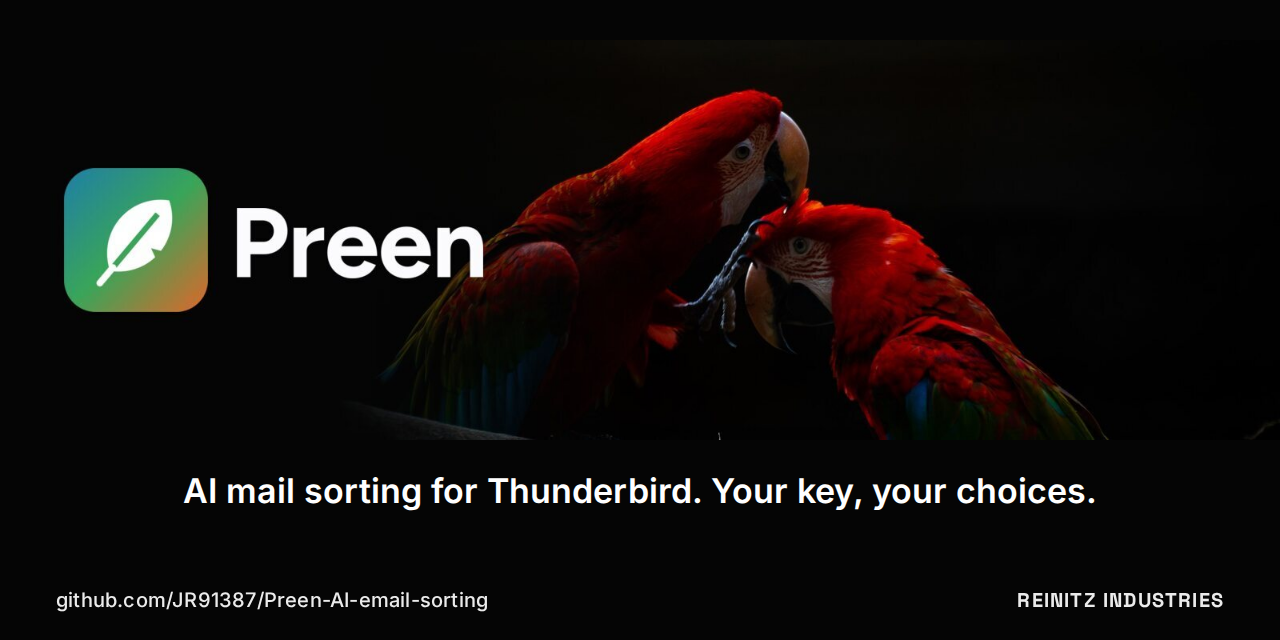 Preen
AI mail sorting for Thunderbird. Your key, your choices.
github.com/JR91387/Preen-AI-email-sorting
REINITZ INDUSTRIES